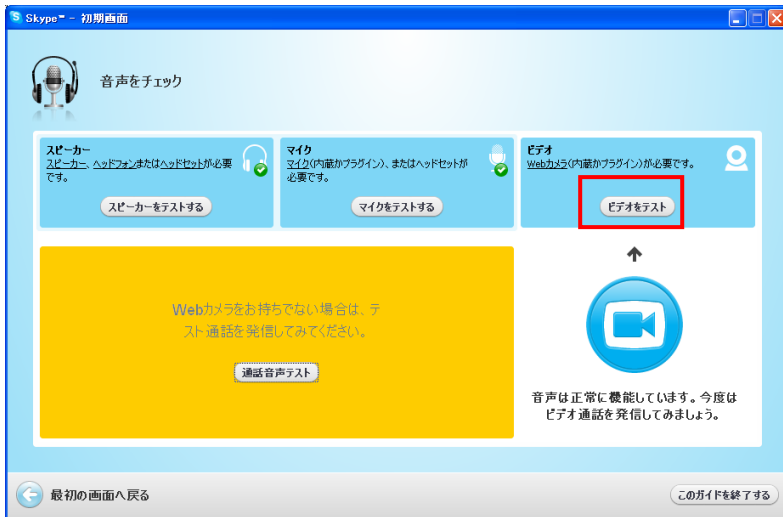 Skype™ - 初期画面
音声をチェック
スピーカー
スピーカー、ヘッドフォンまたはヘッドセットが必要
です。
スピーカーをテストする
マイク
マイク(内蔵かプラグイン)、またはヘッドセットが
必要です。
マイクをテストする
ビデオ
Webカメラ(内蔵かプラグイン)が必要です。
ビデオをテスト
Webカメラをお持ちでない場合は、テ
スト通話を発信してみてください。
通話音声テスト
音声は正常に機能しています。今度は
ビデオ通話を発信してみましょう。
最初の画面へ戻る
このガイドを終了する